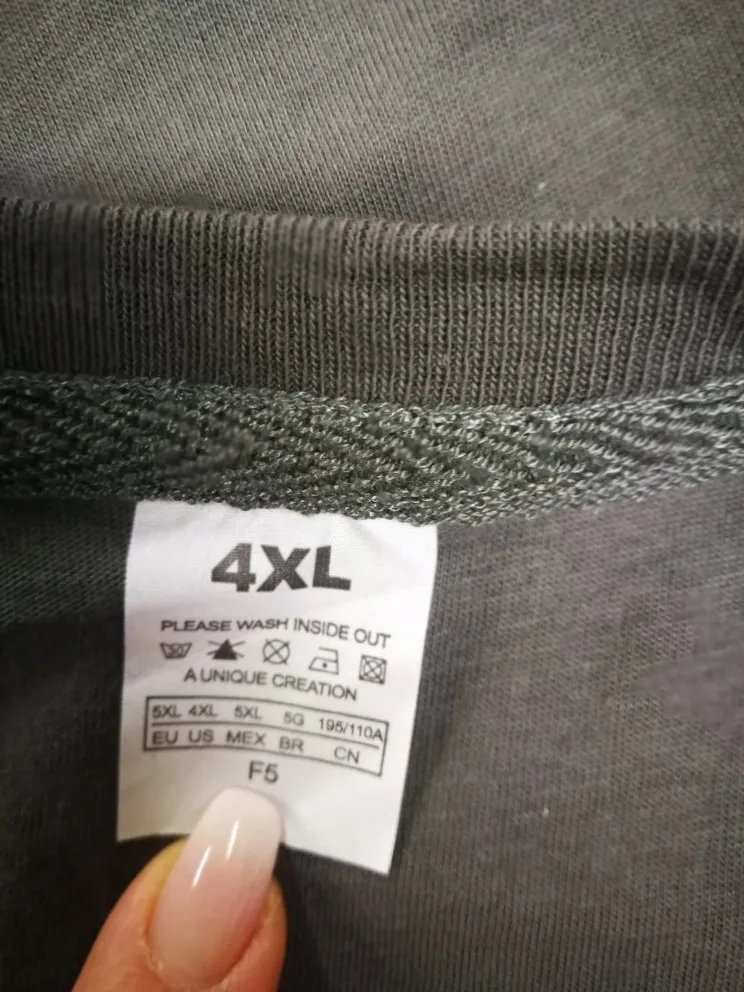 4XL
PLEASE WASH INSIDE OUT
A UNIQUE CREATION
5XL 4XL 5XL 5G 195/110A
EU US MEX BR CN
F5